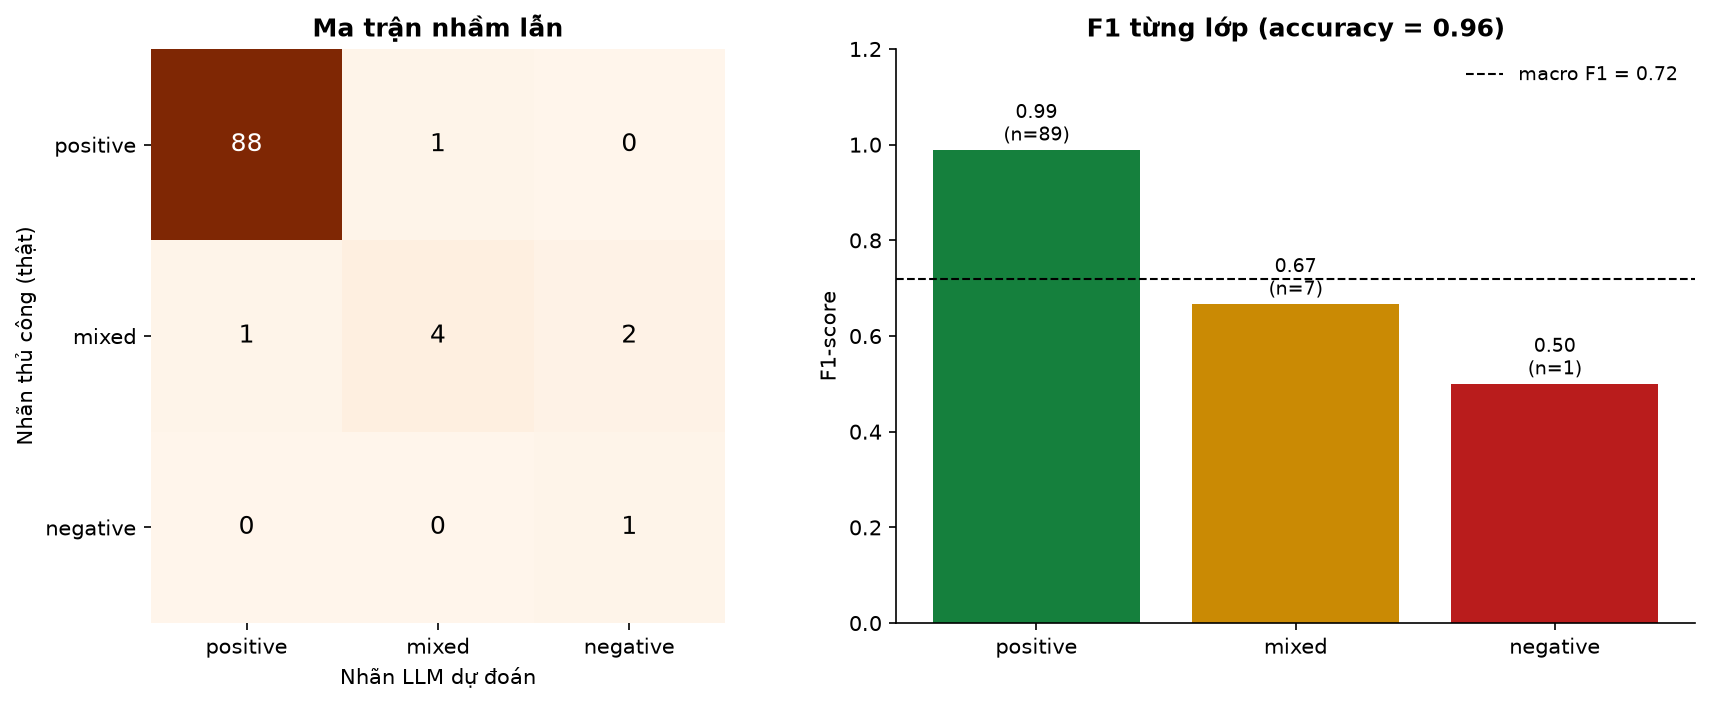 Ma trận nhầm lẫn
Nhãn thủ công (thật)
positive
88
1
0
mixed
1
4
2
negative
0
0
1
positive
mixed
negative
Nhãn LLM dự đoán
F1 từng lớp (accuracy = 0.96)
F1-score
1.2
1.0
0.8
0.6
0.4
0.2
0.0
macro F1 = 0.72
0.99
(n=89)
0.67
(n=7)
0.50
(n=1)
positive
mixed
negative